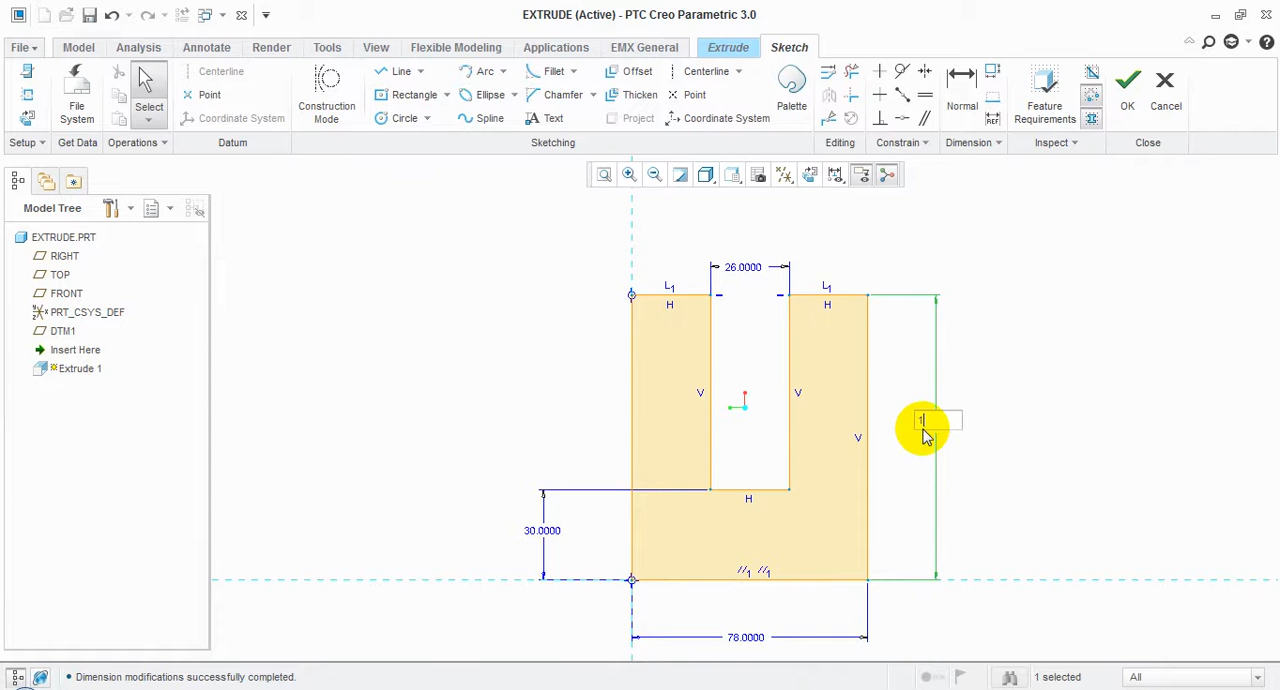 EXTRUDE (Active) - PTC Creo Parametric 3.0
File Model Analysis Annotate Render Tools View Flexible Modeling Applications EMX General Extrude Sketch
Centerline Line Arc Fillet Offset Centerline
Point Rectangle Ellipse Chamfer Thicken Point
File System Select Coordinate System Construction Mode Circle Spline Text Project Coordinate System Palette Normal Feature Requirements OK Cancel
Setup Get Data Operations Datum Sketching Editing Constrain Dimension Inspect Close
Model Tree
EXTRUDE.PRT
RIGHT
TOP
FRONT
PRT_CSYS_DEF
DTM1
Insert Here
Extrude 1
26.0000
L1 L1
H H
V V
1
V
H
30.0000
//1 //1
78.0000
Dimension modifications successfully completed.
1 selected
All